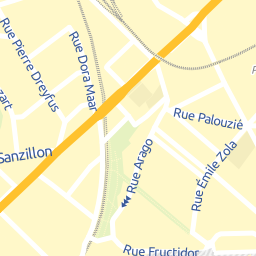 Rue Pierre Dreyfus
Rue Dora Maar
Rue Palouzié
Sanzillon
Rue Arago
Rue Émile Zola
Rue Fructidor